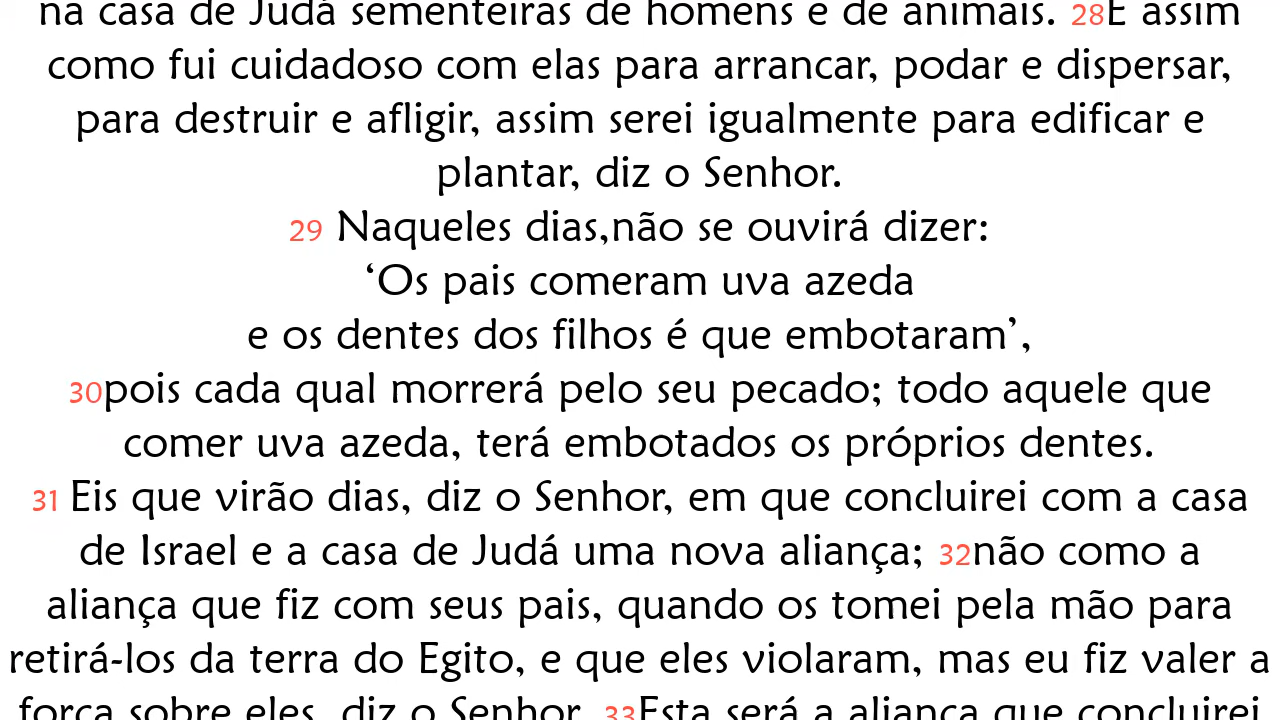 na casa de Judá sementeiras de homens e de animais. 28E assim
como fui cuidadoso com elas para arrancar, podar e dispersar,
para destruir e afligir, assim serei igualmente para edificar e
plantar, diz o Senhor.
29 Naqueles dias,não se ouvirá dizer:
‘Os pais comeram uva azeda
e os dentes dos filhos é que embotaram’,
30pois cada qual morrerá pelo seu pecado; todo aquele que
comer uva azeda, terá embotados os próprios dentes.
31 Eis que virão dias, diz o Senhor, em que concluirei com a casa
de Israel e a casa de Judá uma nova aliança; 32não como a
aliança que fiz com seus pais, quando os tomei pela mão para
retirá-los da terra do Egito, e que eles violaram, mas eu fiz valer a
força sobre eles, diz o Senhor. 33Esta será a aliança que concluirei